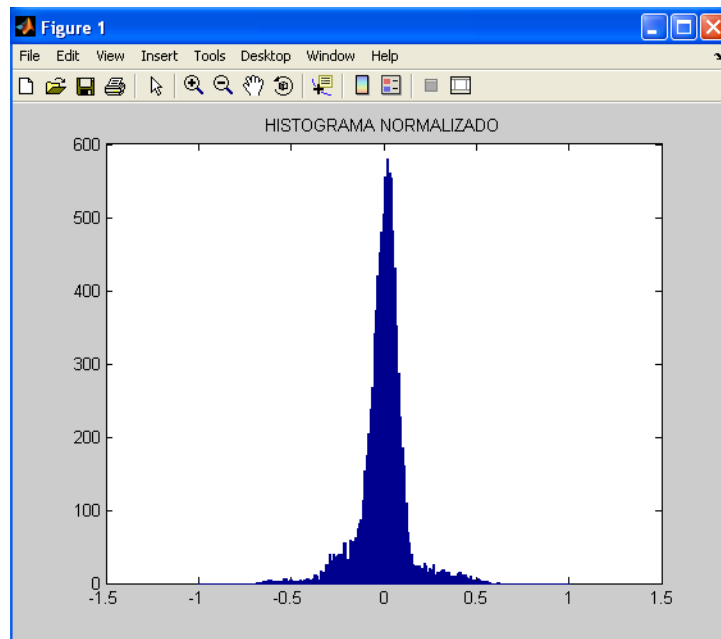 Figure 1
File Edit View Insert Tools Desktop Window Help
HISTOGRAMA NORMALIZADO
600
500
400
300
200
100
0
-1.5 -1 -0.5 0 0.5 1 1.5